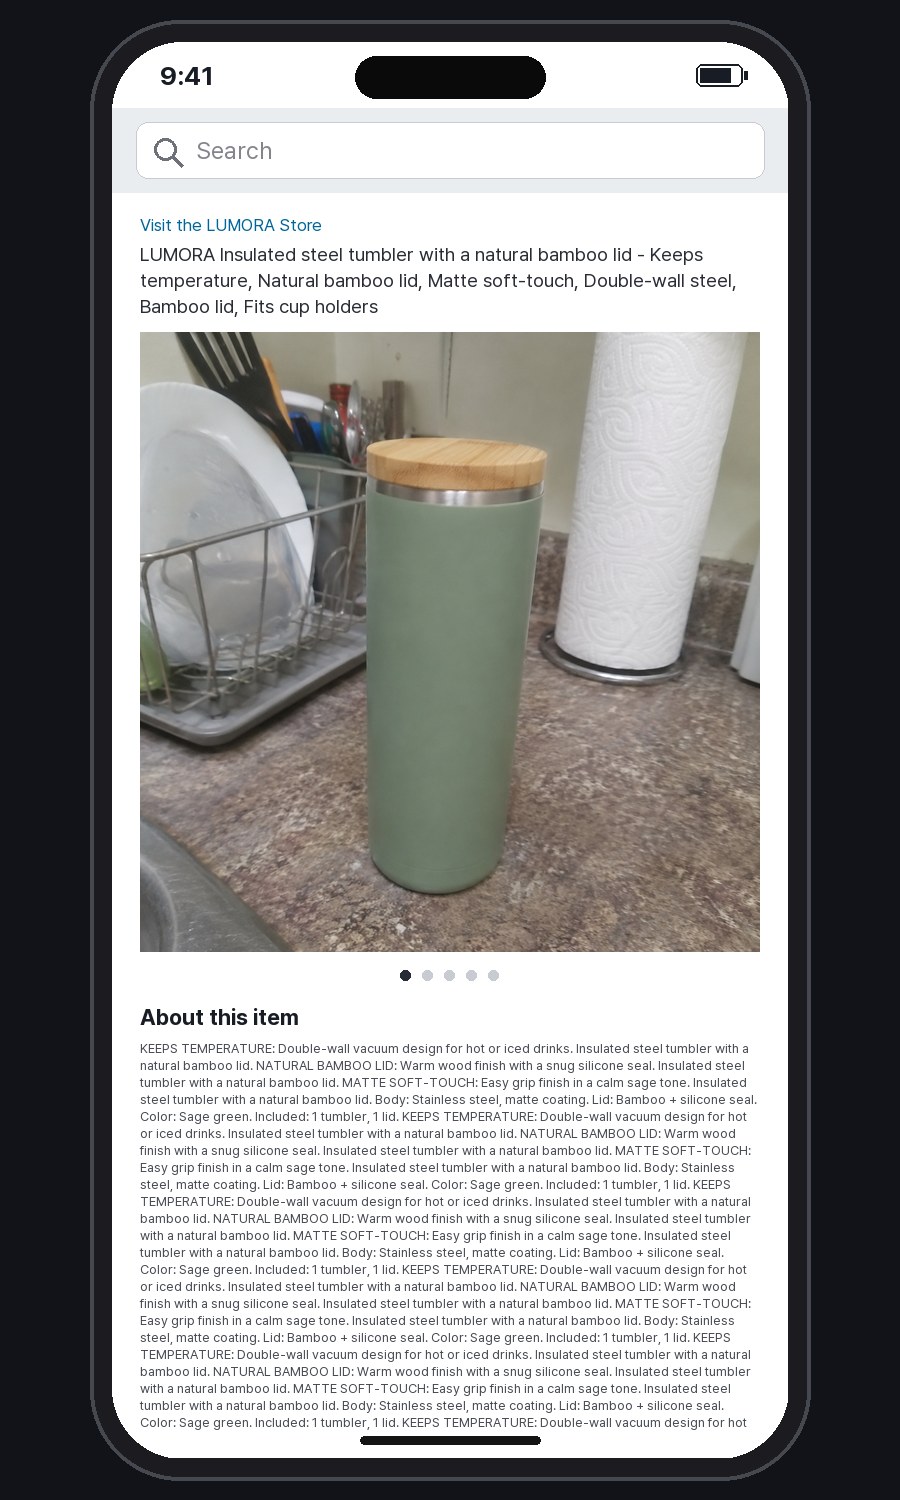 9:41
Search
Visit the LUMORA Store
LUMORA Insulated steel tumbler with a natural bamboo lid - Keeps
temperature, Natural bamboo lid, Matte soft-touch, Double-wall steel,
Bamboo lid, Fits cup holders
About this item
KEEPS TEMPERATURE: Double-wall vacuum design for hot or iced drinks. Insulated steel tumbler with a
natural bamboo lid. NATURAL BAMBOO LID: Warm wood finish with a snug silicone seal. Insulated steel
tumbler with a natural bamboo lid. MATTE SOFT-TOUCH: Easy grip finish in a calm sage tone. Insulated
steel tumbler with a natural bamboo lid. Body: Stainless steel, matte coating. Lid: Bamboo + silicone seal.
Color: Sage green. Included: 1 tumbler, 1 lid. KEEPS TEMPERATURE: Double-wall vacuum design for hot
or iced drinks. Insulated steel tumbler with a natural bamboo lid. NATURAL BAMBOO LID: Warm wood
finish with a snug silicone seal. Insulated steel tumbler with a natural bamboo lid. MATTE SOFT-TOUCH:
Easy grip finish in a calm sage tone. Insulated steel tumbler with a natural bamboo lid. Body: Stainless
steel, matte coating. Lid: Bamboo + silicone seal. Color: Sage green. Included: 1 tumbler, 1 lid. KEEPS
TEMPERATURE: Double-wall vacuum design for hot or iced drinks. Insulated steel tumbler with a natural
bamboo lid. NATURAL BAMBOO LID: Warm wood finish with a snug silicone seal. Insulated steel tumbler
with a natural bamboo lid. MATTE SOFT-TOUCH: Easy grip finish in a calm sage tone. Insulated steel
tumbler with a natural bamboo lid. Body: Stainless steel, matte coating. Lid: Bamboo + silicone seal.
Color: Sage green. Included: 1 tumbler, 1 lid. KEEPS TEMPERATURE: Double-wall vacuum design for hot
or iced drinks. Insulated steel tumbler with a natural bamboo lid. NATURAL BAMBOO LID: Warm wood
finish with a snug silicone seal. Insulated steel tumbler with a natural bamboo lid. MATTE SOFT-TOUCH:
Easy grip finish in a calm sage tone. Insulated steel tumbler with a natural bamboo lid. Body: Stainless
steel, matte coating. Lid: Bamboo + silicone seal. Color: Sage green. Included: 1 tumbler, 1 lid. KEEPS
TEMPERATURE: Double-wall vacuum design for hot or iced drinks. Insulated steel tumbler with a natural
bamboo lid. NATURAL BAMBOO LID: Warm wood finish with a snug silicone seal. Insulated steel tumbler
with a natural bamboo lid. MATTE SOFT-TOUCH: Easy grip finish in a calm sage tone. Insulated steel
tumbler with a natural bamboo lid. Body: Stainless steel, matte coating. Lid: Bamboo + silicone seal.
Color: Sage green. Included: 1 tumbler, 1 lid. KEEPS TEMPERATURE: Double-wall vacuum design for hot